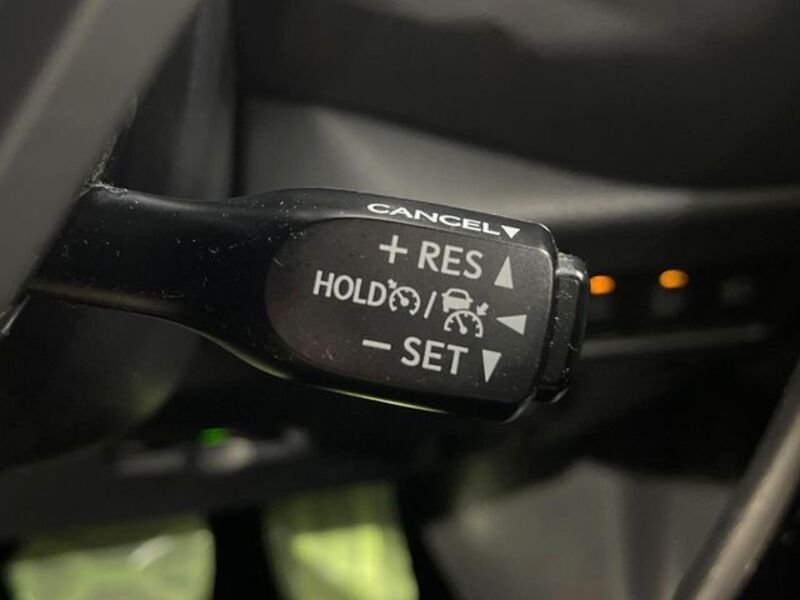 CANCEL▼
+ RES ▲
HOLD / ◀
− SET ▼